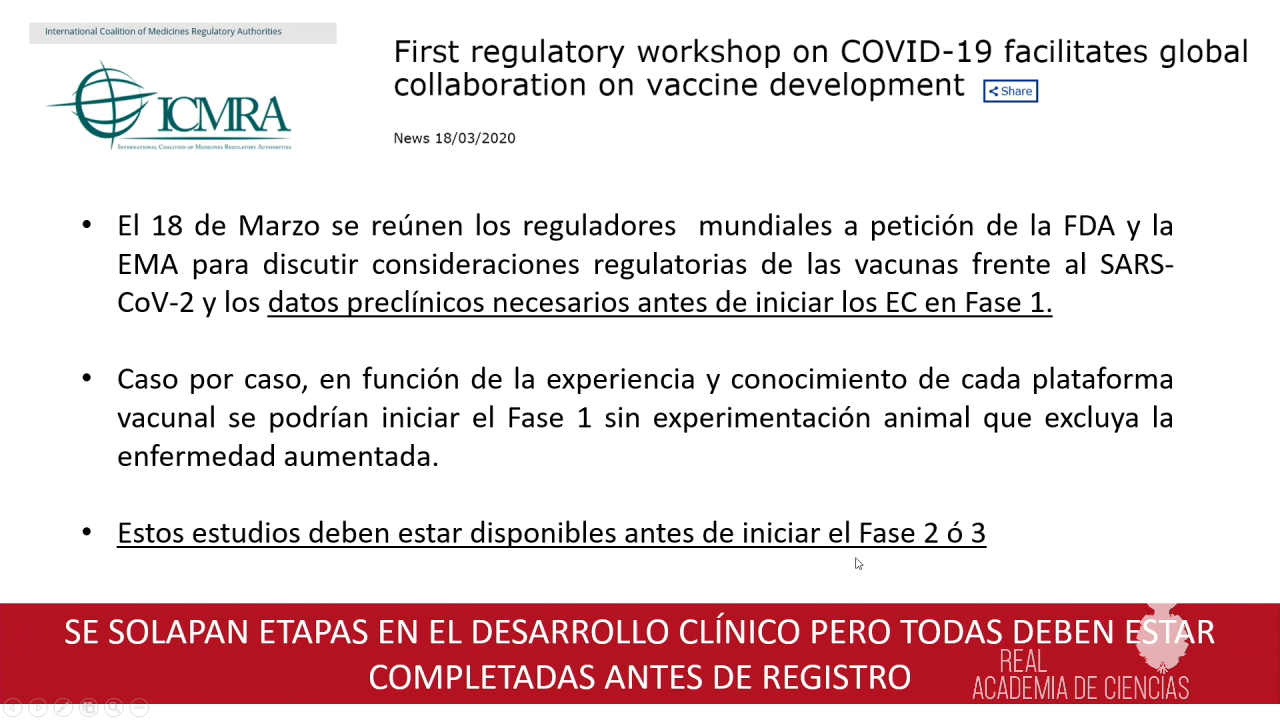 International Coalition of Medicines Regulatory Authorities
ICMRA
INTERNATIONAL COALITION OF MEDICINES REGULATORY AUTHORITIES
First regulatory workshop on COVID-19 facilitates global
collaboration on vaccine development
Share
News 18/03/2020
• El 18 de Marzo se reúnen los reguladores mundiales a petición de la FDA y la
EMA para discutir consideraciones regulatorias de las vacunas frente al SARS-
CoV-2 y los datos preclínicos necesarios antes de iniciar los EC en Fase 1.
• Caso por caso, en función de la experiencia y conocimiento de cada plataforma
vacunal se podrían iniciar el Fase 1 sin experimentación animal que excluya la
enfermedad aumentada.
• Estos estudios deben estar disponibles antes de iniciar el Fase 2 ó 3
SE SOLAPAN ETAPAS EN EL DESARROLLO CLÍNICO PERO TODAS DEBEN ESTAR
COMPLETADAS ANTES DE REGISTRO
REAL
ACADEMIA DE CIENCIAS